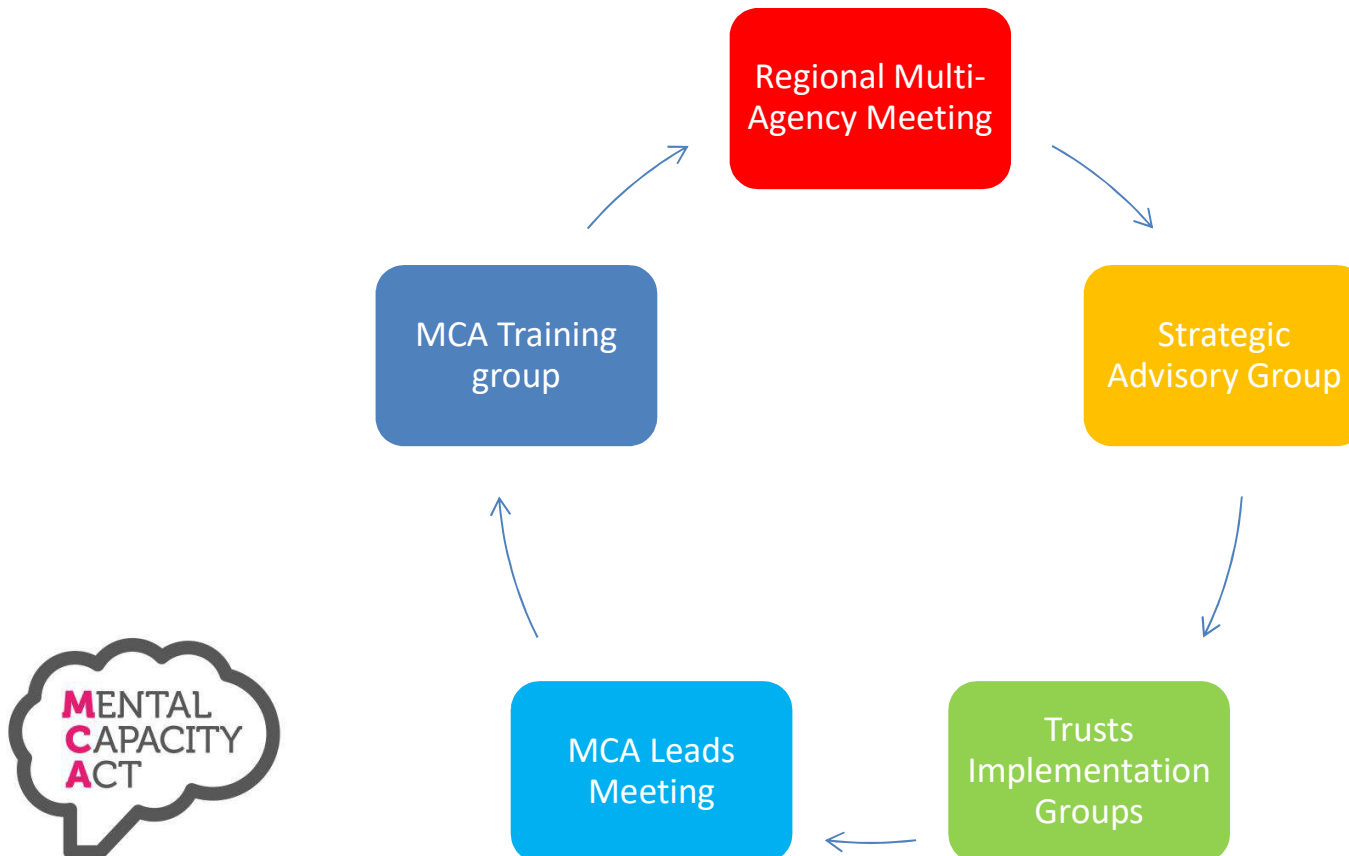 Regional Multi-
Agency Meeting
MCA Training
group
Strategic
Advisory Group
MENTAL
CAPACITY
ACT
MCA Leads
Meeting
Trusts
Implementation
Groups